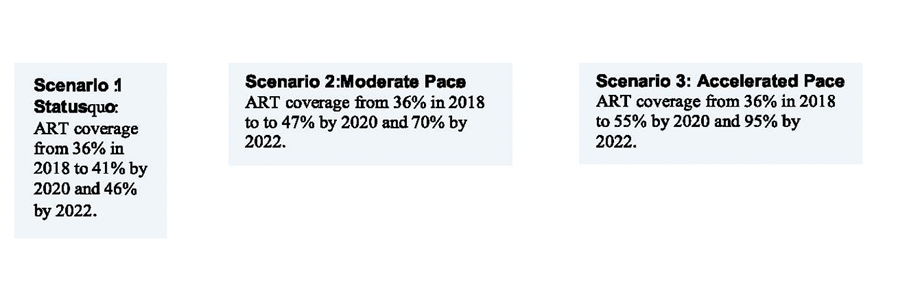 Scenario 1
Statusquo:
ART coverage
from 36% in
2018 to 41% by
2020 and 46%
by 2022.
Scenario 2:Moderate Pace
ART coverage from 36% in 2018
to to 47% by 2020 and 70% by
2022.
Scenario 3: Accelerated Pace
ART coverage from 36% in 2018
to 55% by 2020 and 95% by
2022.